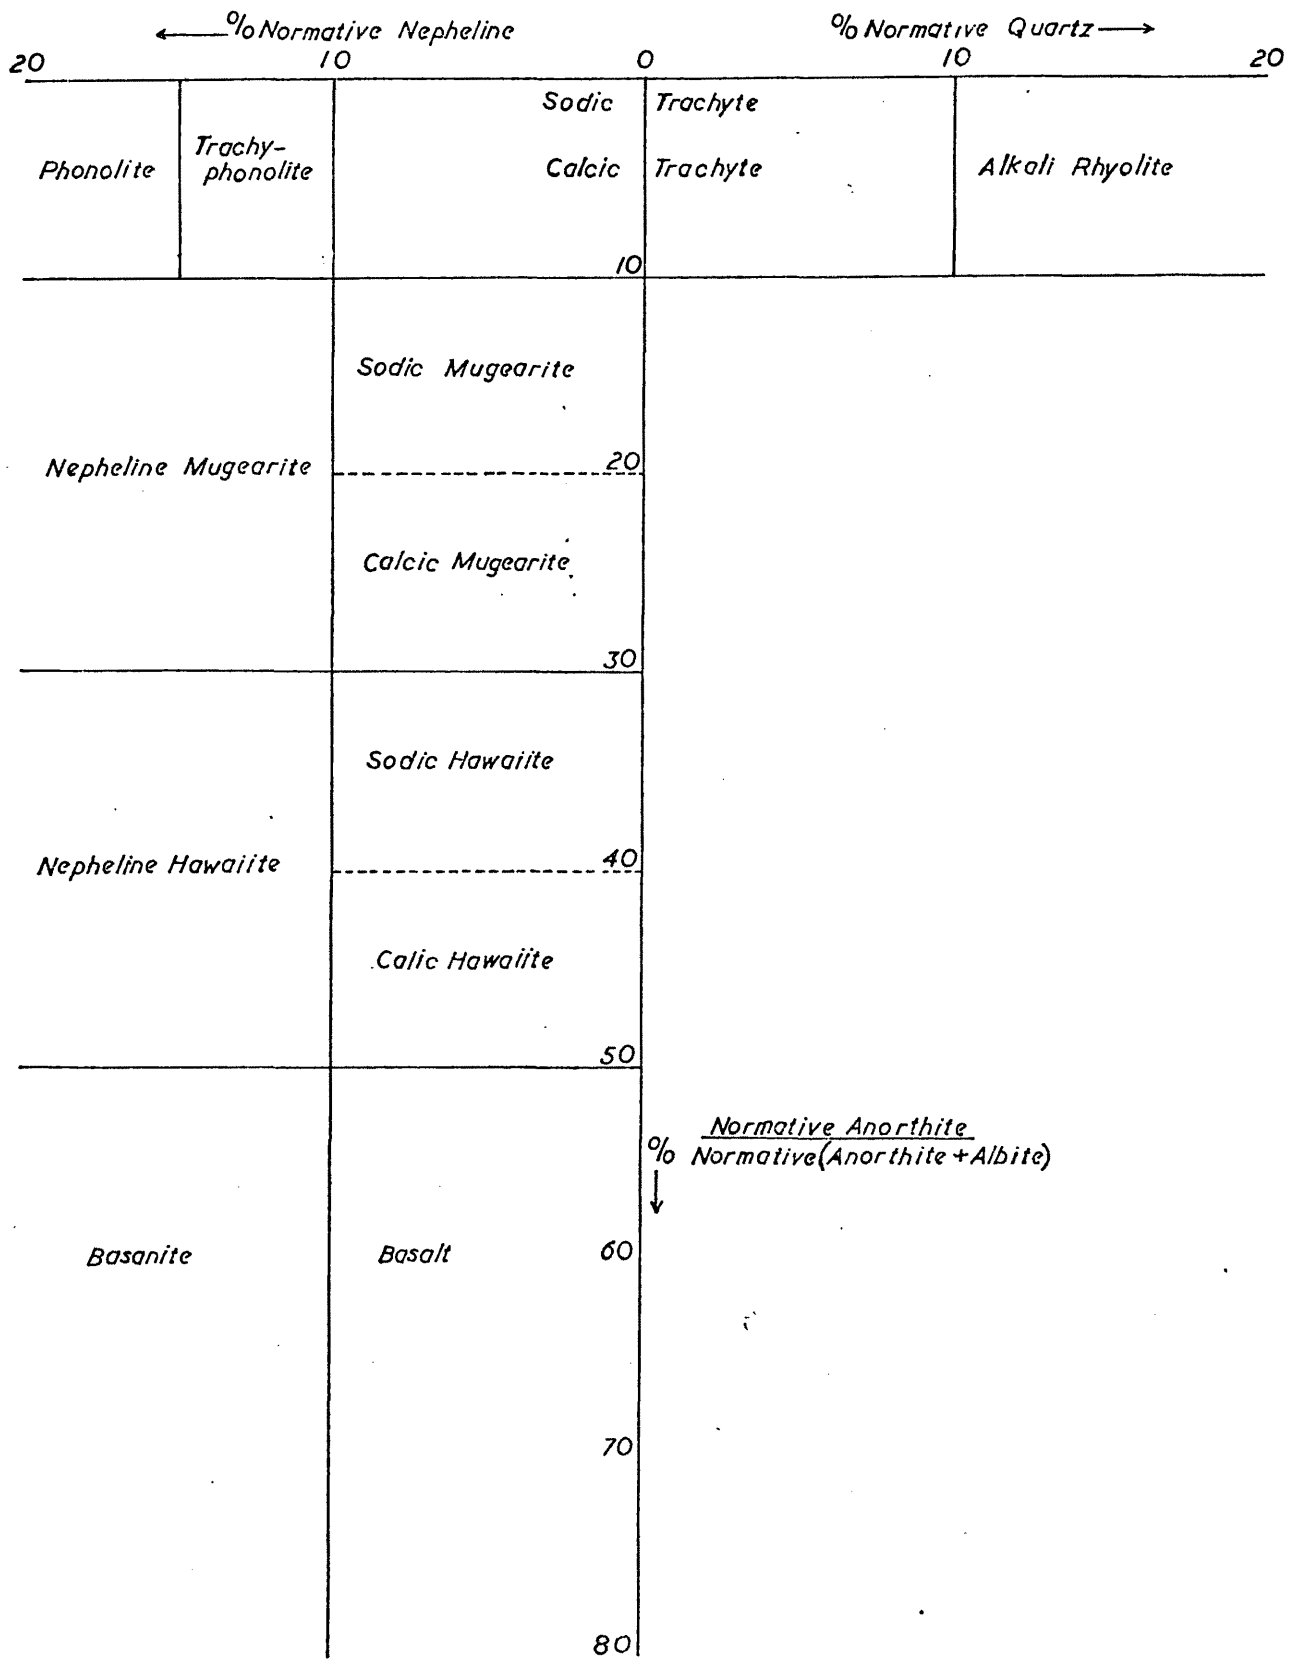 ← % Normative Nepheline % Normative Quartz →
20 10 0 10 20
Sodic Trachyte
Phonolite Trachy-
phonolite Calcic Trachyte Alkali Rhyolite
10
Sodic Mugearite
Nepheline Mugearite 20
Calcic Mugearite
30
Sodic Hawaiite
Nepheline Hawaiite 40
Calic Hawaiite
50
Normative Anorthite
% Normative (Anorthite + Albite)
↓
Basanite Basalt 60
70
80